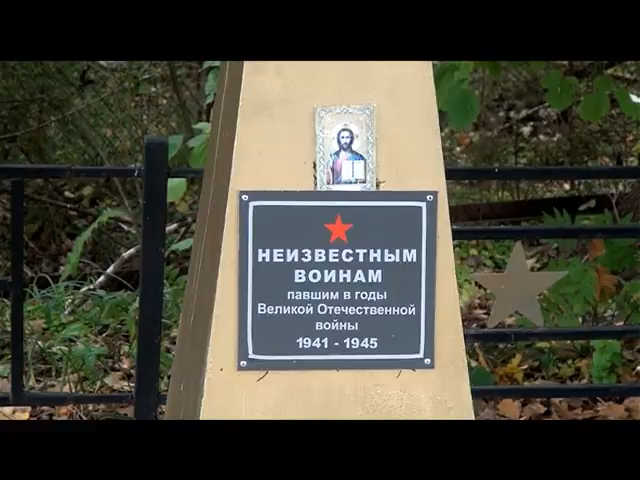 НЕИЗВЕСТНЫМ
ВОИНАМ
павшим в годы
Великой Отечественной
войны
1941 - 1945